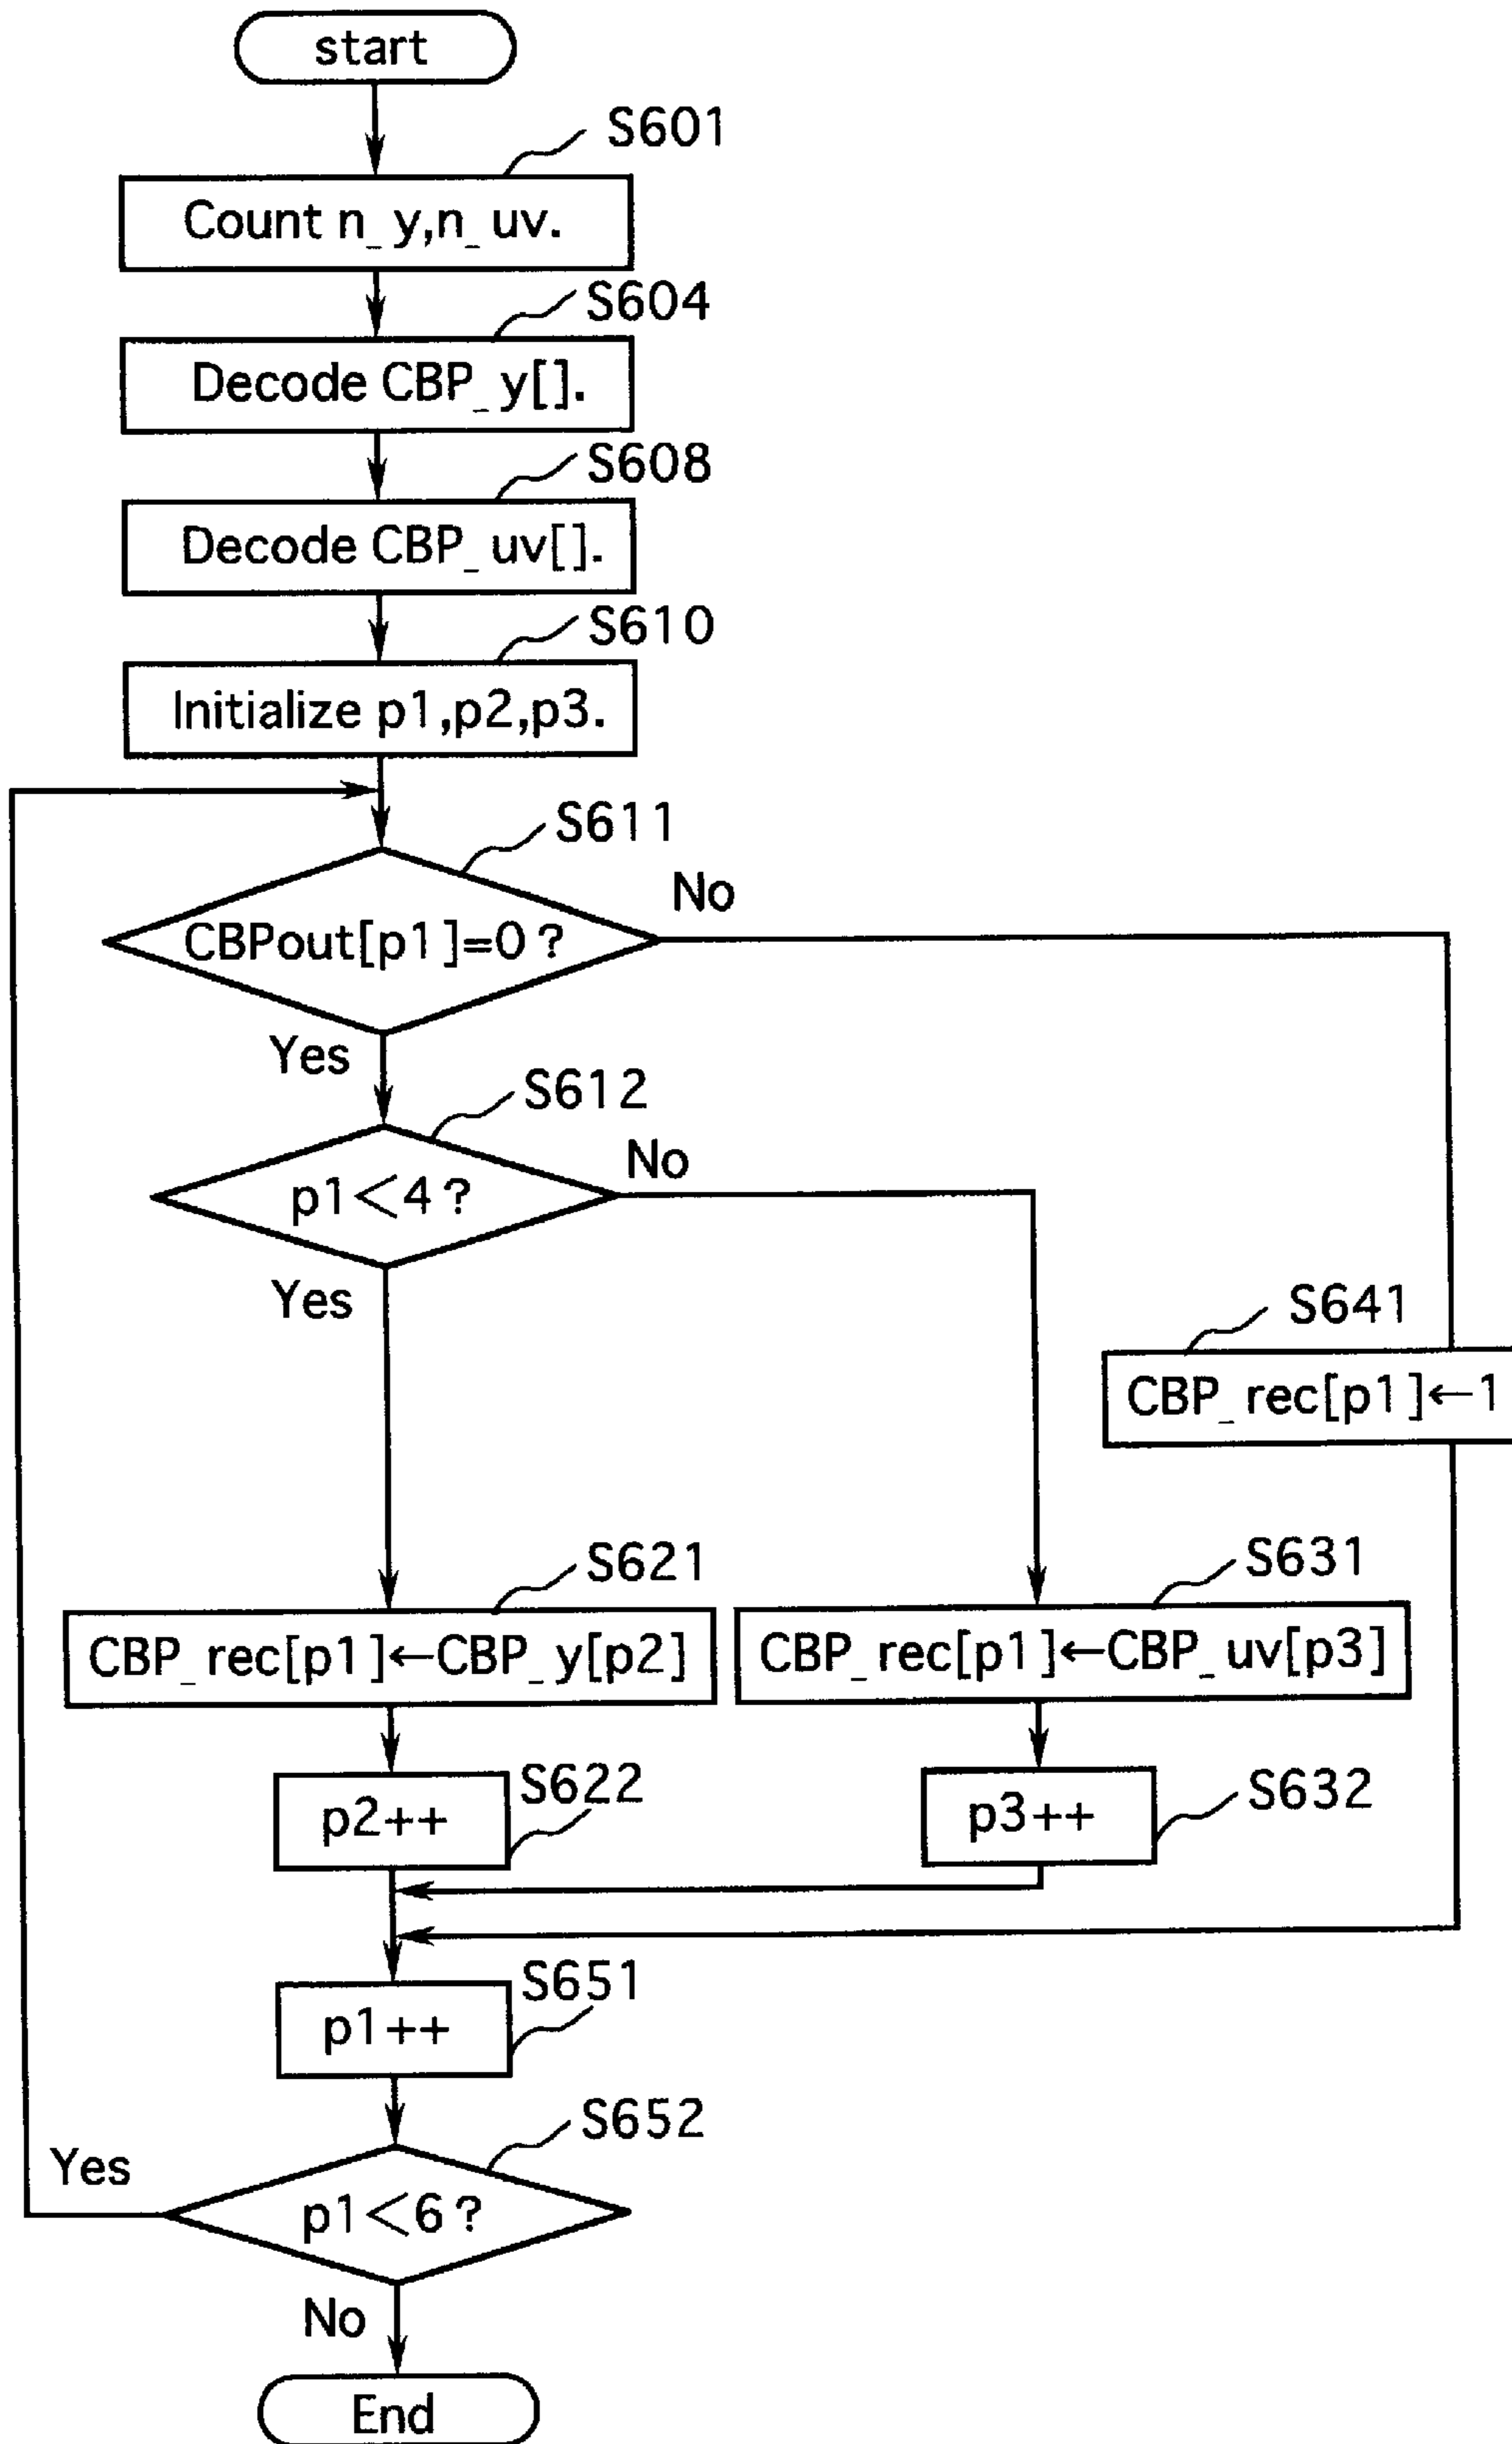 start
S601
Count n_y,n_uv.
S604
Decode CBP_y[].
S608
Decode CBP_uv[].
S610
Initialize p1,p2,p3.
S611
CBPout[p1]=0?
No
Yes
S612
p1<4?
No
Yes
S641
CBP_rec[p1]←1
S621
CBP_rec[p1]←CBP_y[p2]
S631
CBP_rec[p1]←CBP_uv[p3]
S622
p2++
S632
p3++
S651
p1++
S652
p1<6?
Yes
No
End